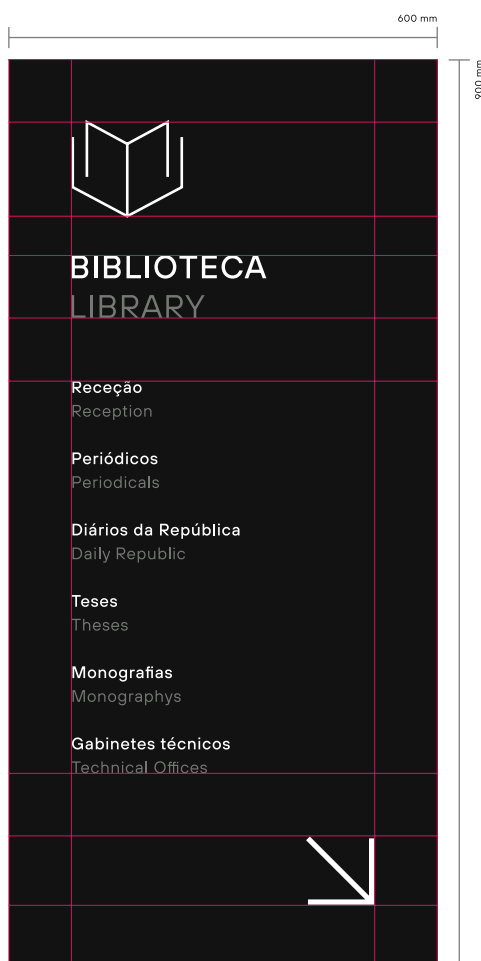 600 mm
900 mm
BIBLIOTECA
LIBRARY
Receção
Reception
Periódicos
Periodicals
Diários da República
Daily Republic
Teses
Theses
Monografias
Monographys
Gabinetes técnicos
Technical Offices